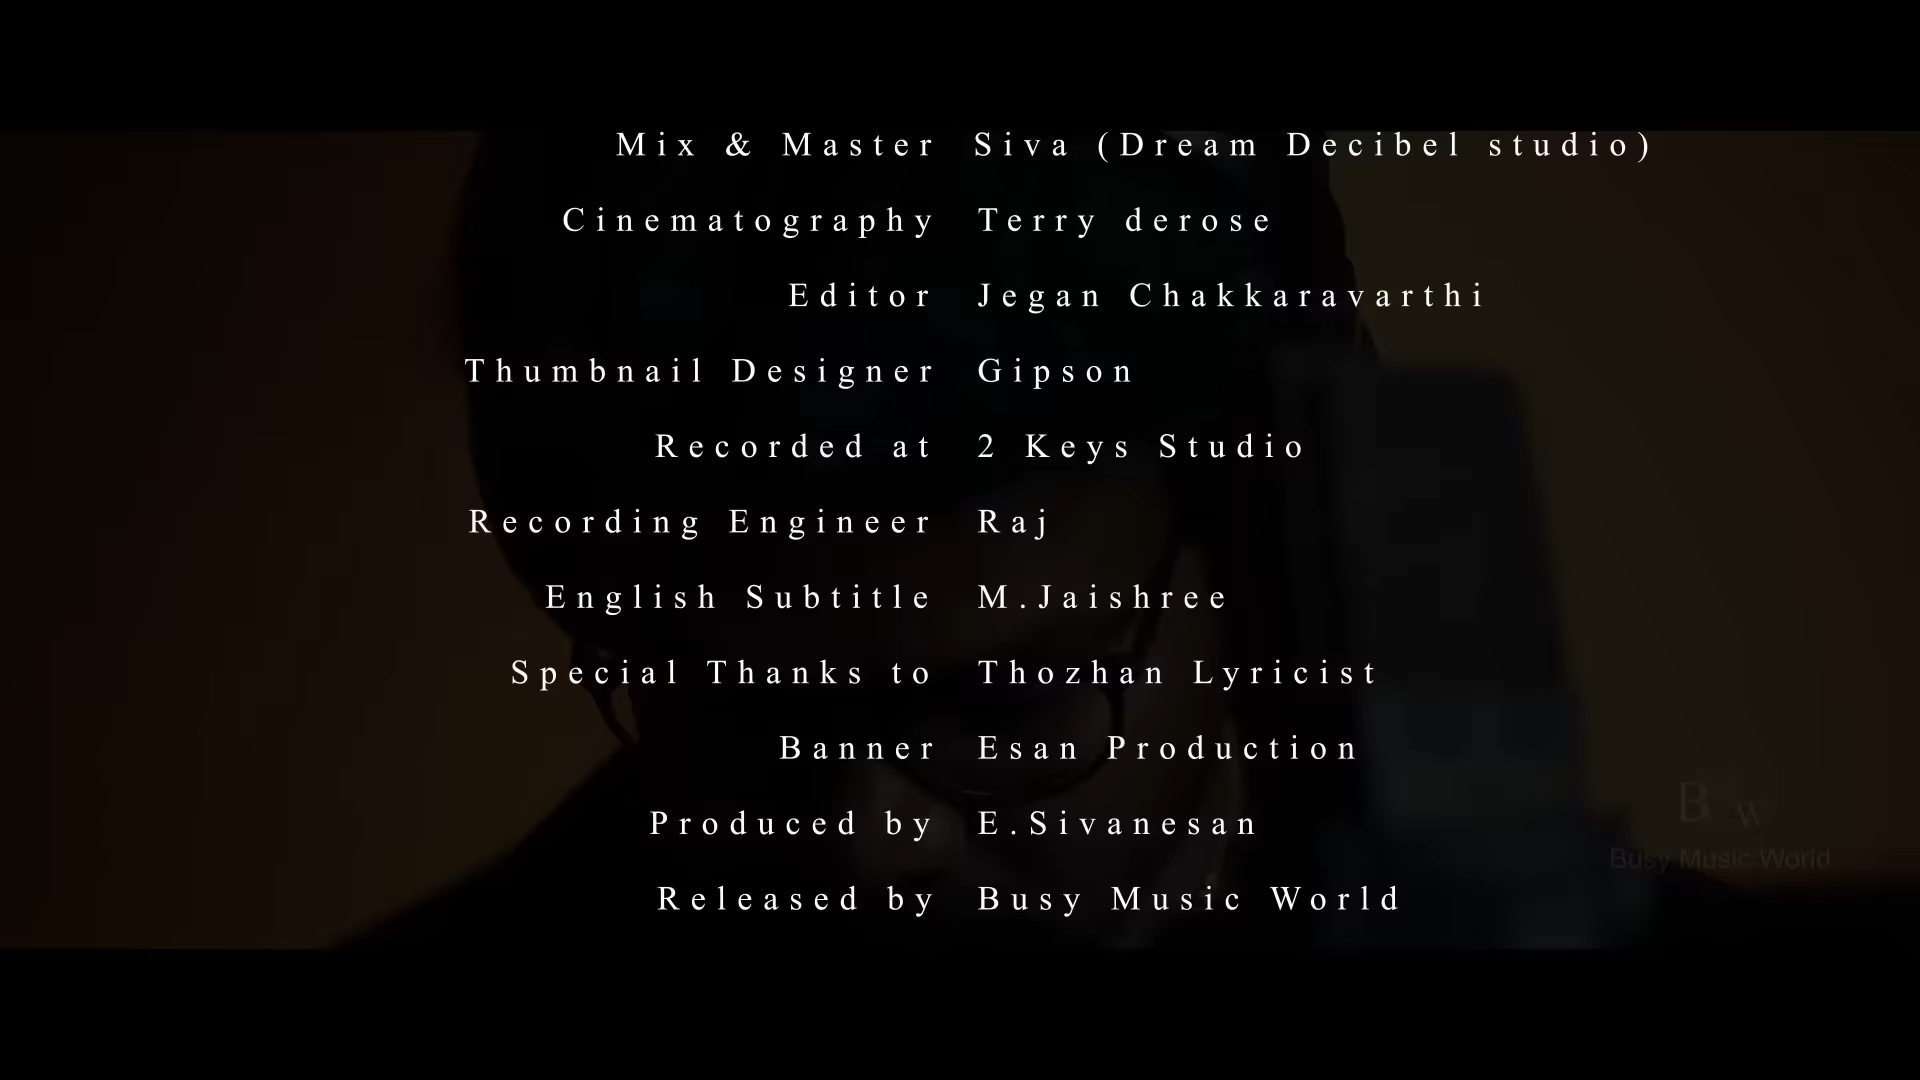 Mix & Master Siva (Dream Decibel studio)
Cinematography Terry derose
Editor Jegan Chakkaravarthi
Thumbnail Designer Gipson
Recorded at 2 Keys Studio
Recording Engineer Raj
English Subtitle M.Jaishree
Special Thanks to Thozhan Lyricist
Banner Esan Production
Produced by E.Sivanesan
Released by Busy Music World
B W
Busy Music World